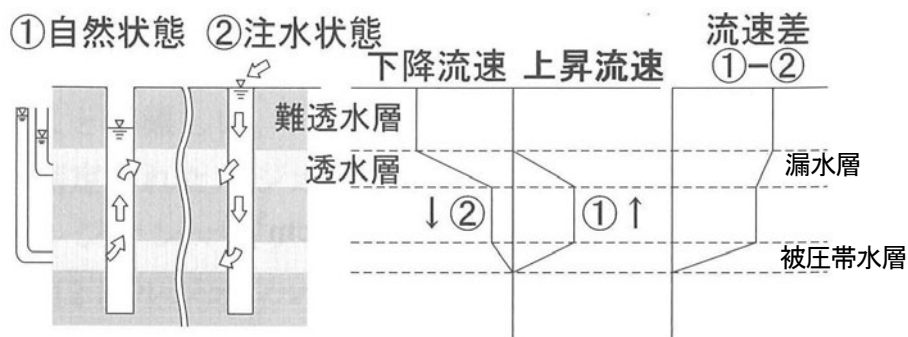 ①自然状態 ②注水状態
下降流速 上昇流速
流速差
①−②
難透水層
透水層
漏水層
↓② ①↑
被圧帯水層